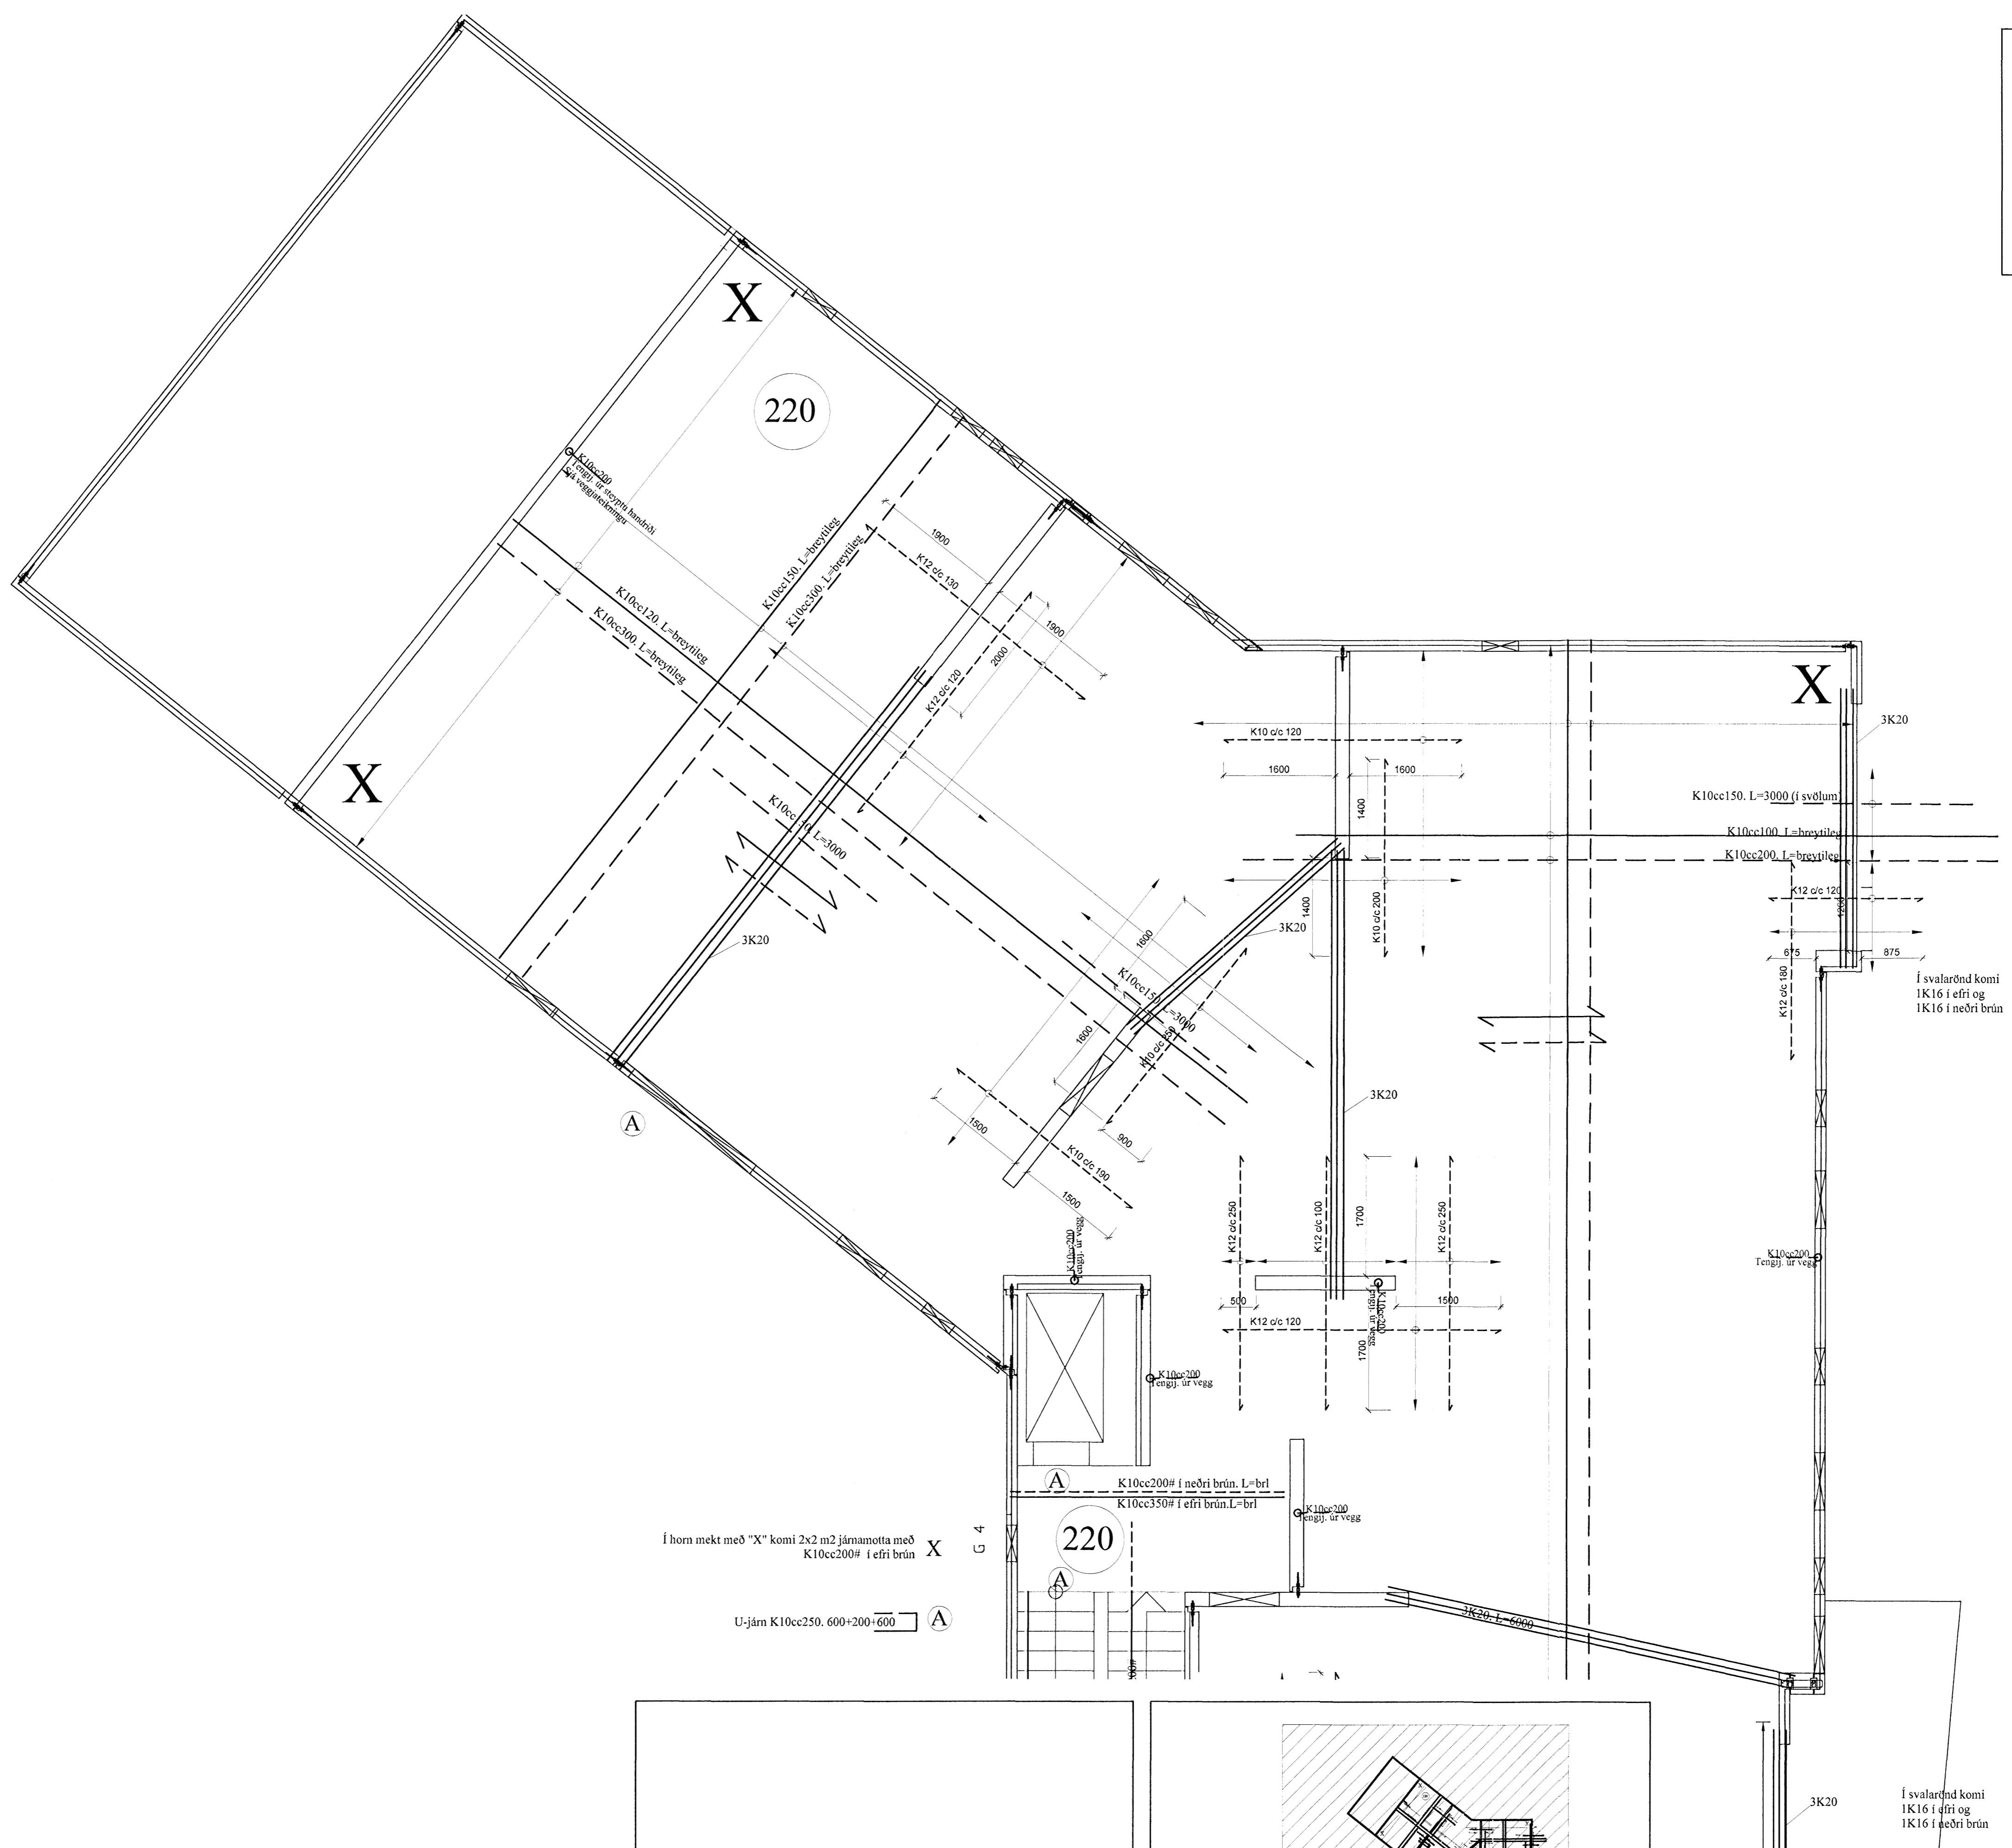 X
220
K10cc200
Tengij. úr steyptu handriði
Sjá veggjateikningu
K10cc150. L=breytileg
K10cc300. L=breytileg
1900
K12 c/c 130
1900
2000
K12 c/c 120
K10cc120. L=breytileg
K10cc300. L=breytileg
X
L=3000
3K20
X
3K20
K10 c/c 120
1600
1600
1400
K10cc150. L=3000 (í svölum)
K10cc100. L=breytileg
K10cc200. L=breytileg
K12 c/c 120
675
875
K12 c/c 180
Í svalarönd komi
1K16 í efri og
1K16 í neðri brún
1400
K10 c/c 200
3K20
1600
K10cc150. L=3000
1600
900
1500
K10 c/c 190
1500
A
3K20
K12 c/c 250
K12 c/c 100
1700
K12 c/c 250
K10cc200
Tengij. úr vegg
K10cc200
Tengij. úr vegg
500
1500
K10cc200
Tengij. úr vegg
K12 c/c 120
1700
K10cc200
Tengij. úr vegg
A
K10cc200# í neðri brún. L=brl
K10cc350# í efri brún.L=brl
K10cc200
Tengij. úr vegg
Í horn mekt með "X" komi 2x2 m2 járnamotta með
K10cc200# í efri brún
X
G 4
220
A
U-járn K10cc250. 600+200+600
A
3K20. L=6000
3K20
Í svalarönd komi
1K16 í efri og
1K16 í neðri brún